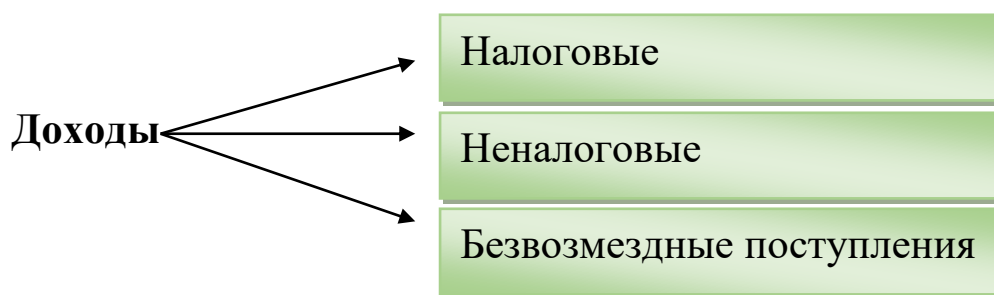 Налоговые
Доходы
Неналоговые
Безвозмездные поступления